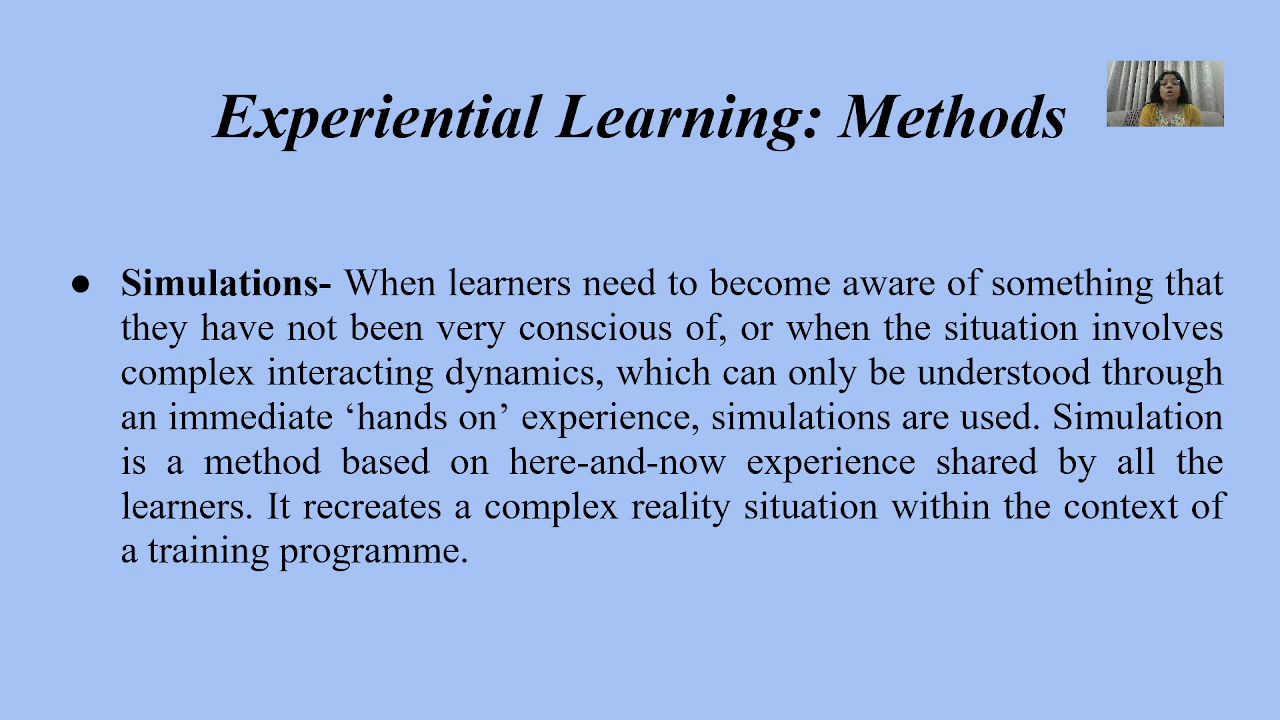 Experiential Learning: Methods
● Simulations- When learners need to become aware of something that
they have not been very conscious of, or when the situation involves
complex interacting dynamics, which can only be understood through
an immediate ‘hands on’ experience, simulations are used. Simulation
is a method based on here-and-now experience shared by all the
learners. It recreates a complex reality situation within the context of
a training programme.